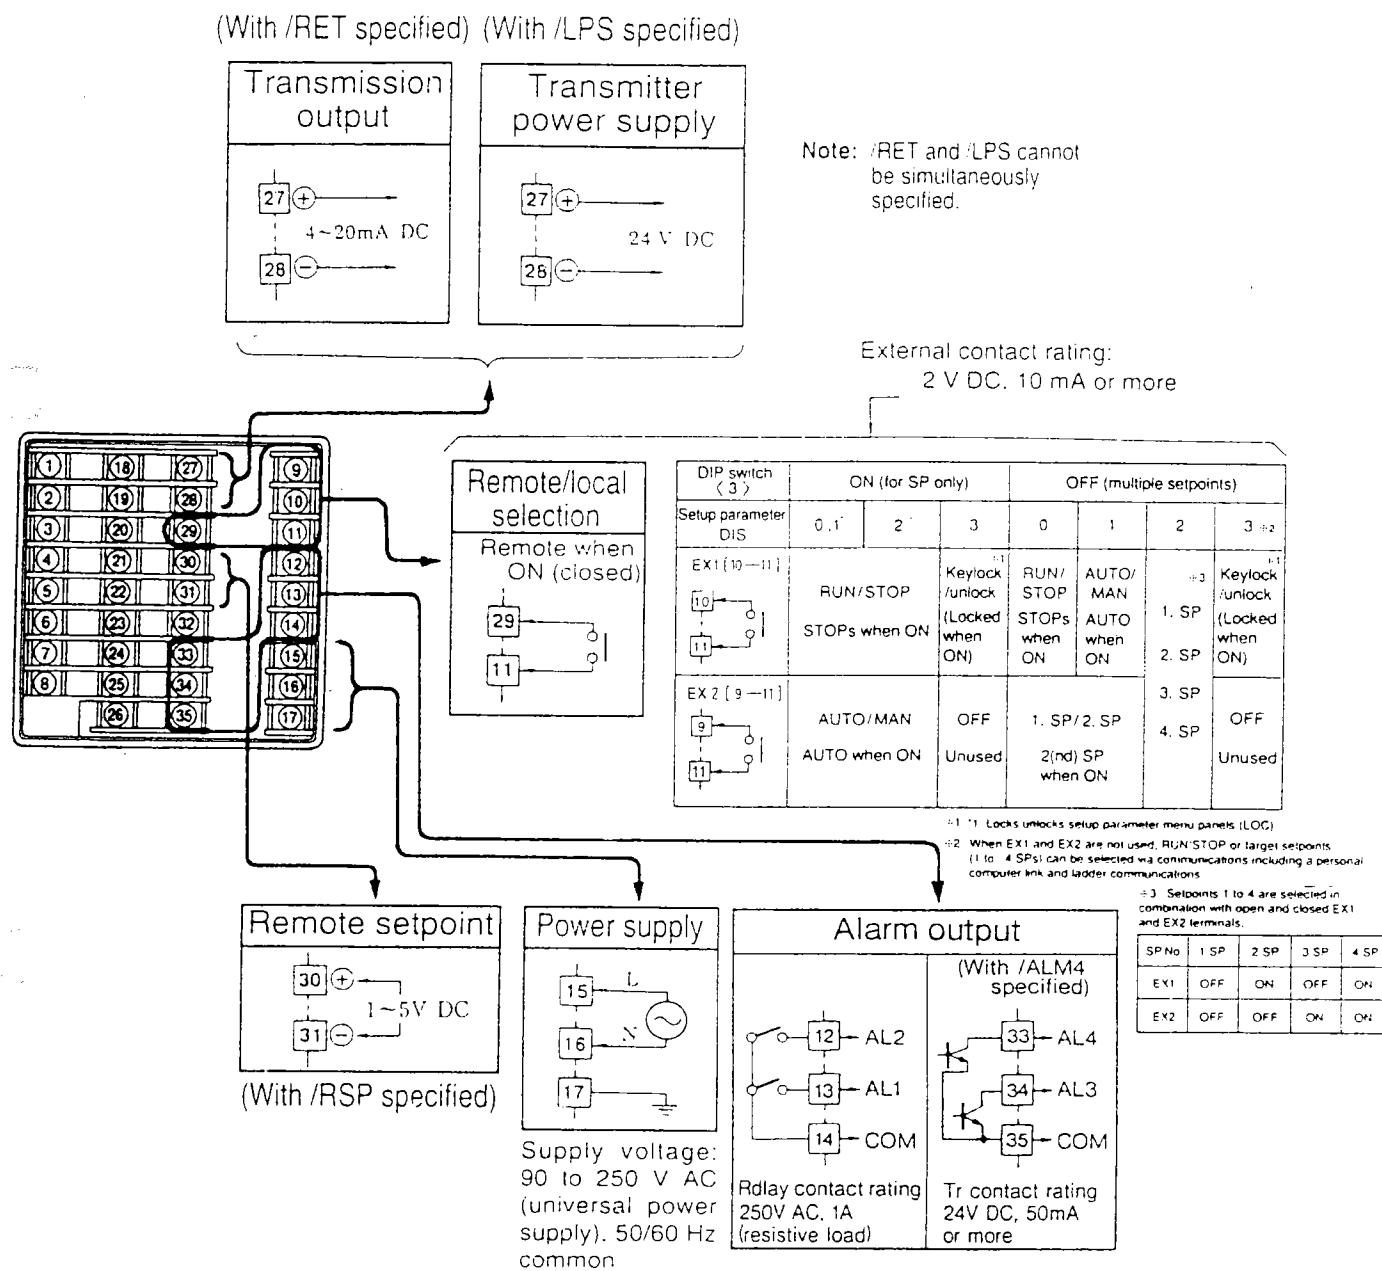 (With /RET specified) (With /LPS specified)
Transmission
output
27 + 
4~20mA DC
28 −
Transmitter
power supply
27 +
24 V DC
28 −
Note: /RET and /LPS cannot
be simultaneously
specified.
External contact rating:
2 V DC, 10 mA or more
1 18 27 9
2 19 28 10
3 20 29 11
4 21 30 12
5 22 31 13
6 23 32 14
7 24 33 15
8 25 34 16
26 35 17
Remote/local
selection
Remote when
ON (closed)
29
11
DIP switch
(3)
ON (for SP only)
OFF (multiple setpoints)
Setup parameter
DIS
0,1 2 3 0 1 2 3 ※2
EX1 [10—11]
10
11
RUN/STOP
STOPs when ON
※1
Keylock
/unlock
(Locked
when
ON)
RUN/
STOP
STOPs
when
ON
AUTO/
MAN
AUTO
when
ON
※3
1. SP
2. SP
3. SP
4. SP
※1
Keylock
/unlock
(Locked
when
ON)
EX 2 [ 9 —11]
9
11
AUTO/MAN
AUTO when ON
OFF
Unused
1. SP/2. SP
2(nd) SP
when ON
OFF
Unused
※1 *1 Locks unlocks setup parameter menu panels (LOC)
※2 When EX1 and EX2 are not used, RUN/STOP or target setpoints
(1 to 4 SPs) can be selected via communications including a personal
computer link and ladder communications
※3 Setpoints 1 to 4 are selected in
combination with open and closed EX1
and EX2 terminals.
SP No 1 SP 2 SP 3 SP 4 SP
EX1 OFF ON OFF ON
EX2 OFF OFF ON ON
Remote setpoint
30 +
1~5V DC
31 −
(With /RSP specified)
Power supply
15 L
16 N
17
Supply voltage:
90 to 250 V AC
(universal power
supply). 50/60 Hz
common
Alarm output
12 AL2
13 AL1
14 COM
Rdlay contact rating
250V AC, 1A
(resistive load)
(With /ALM4
specified)
33 AL4
34 AL3
35 COM
Tr contact rating
24V DC, 50mA
or more